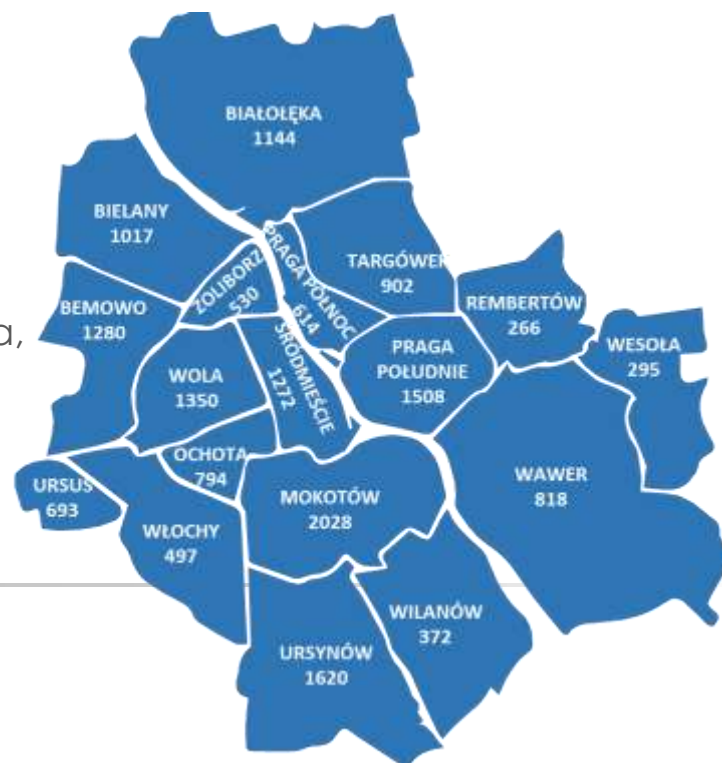 BIAŁOŁĘKA
1144
BIELANY
1017
PRAGA PÓŁNOC
614
TARGÓWEK
902
ŻOLIBORZ
530
BEMOWO
1280
REMBERTÓW
266
a,
WESOŁA
295
PRAGA
POŁUDNIE
1508
ŚRÓDMIEŚCIE
1272
WOLA
1350
OCHOTA
794
URSUS
693
WAWER
818
MOKOTÓW
2028
WŁOCHY
497
WILANÓW
372
URSYNÓW
1620